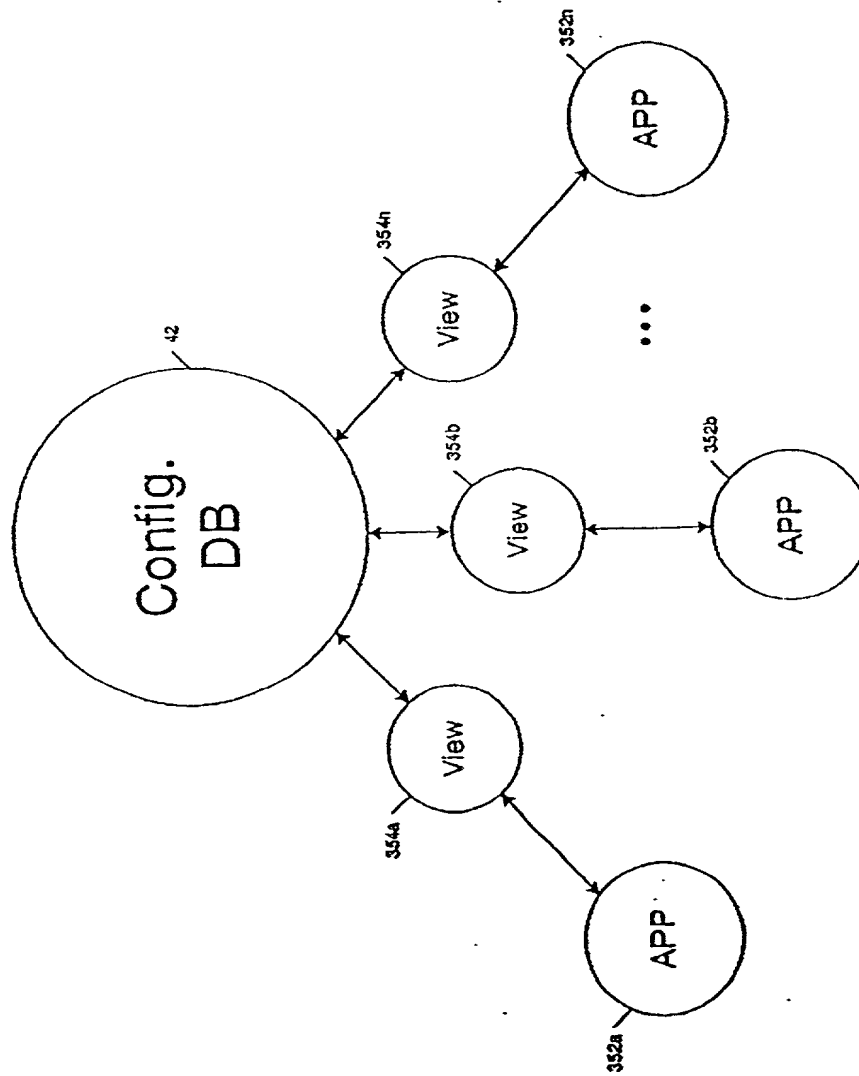 42
Config.
DB
354a
View
354b
View
354n
View
352a
APP
352b
APP
...
352n
APP